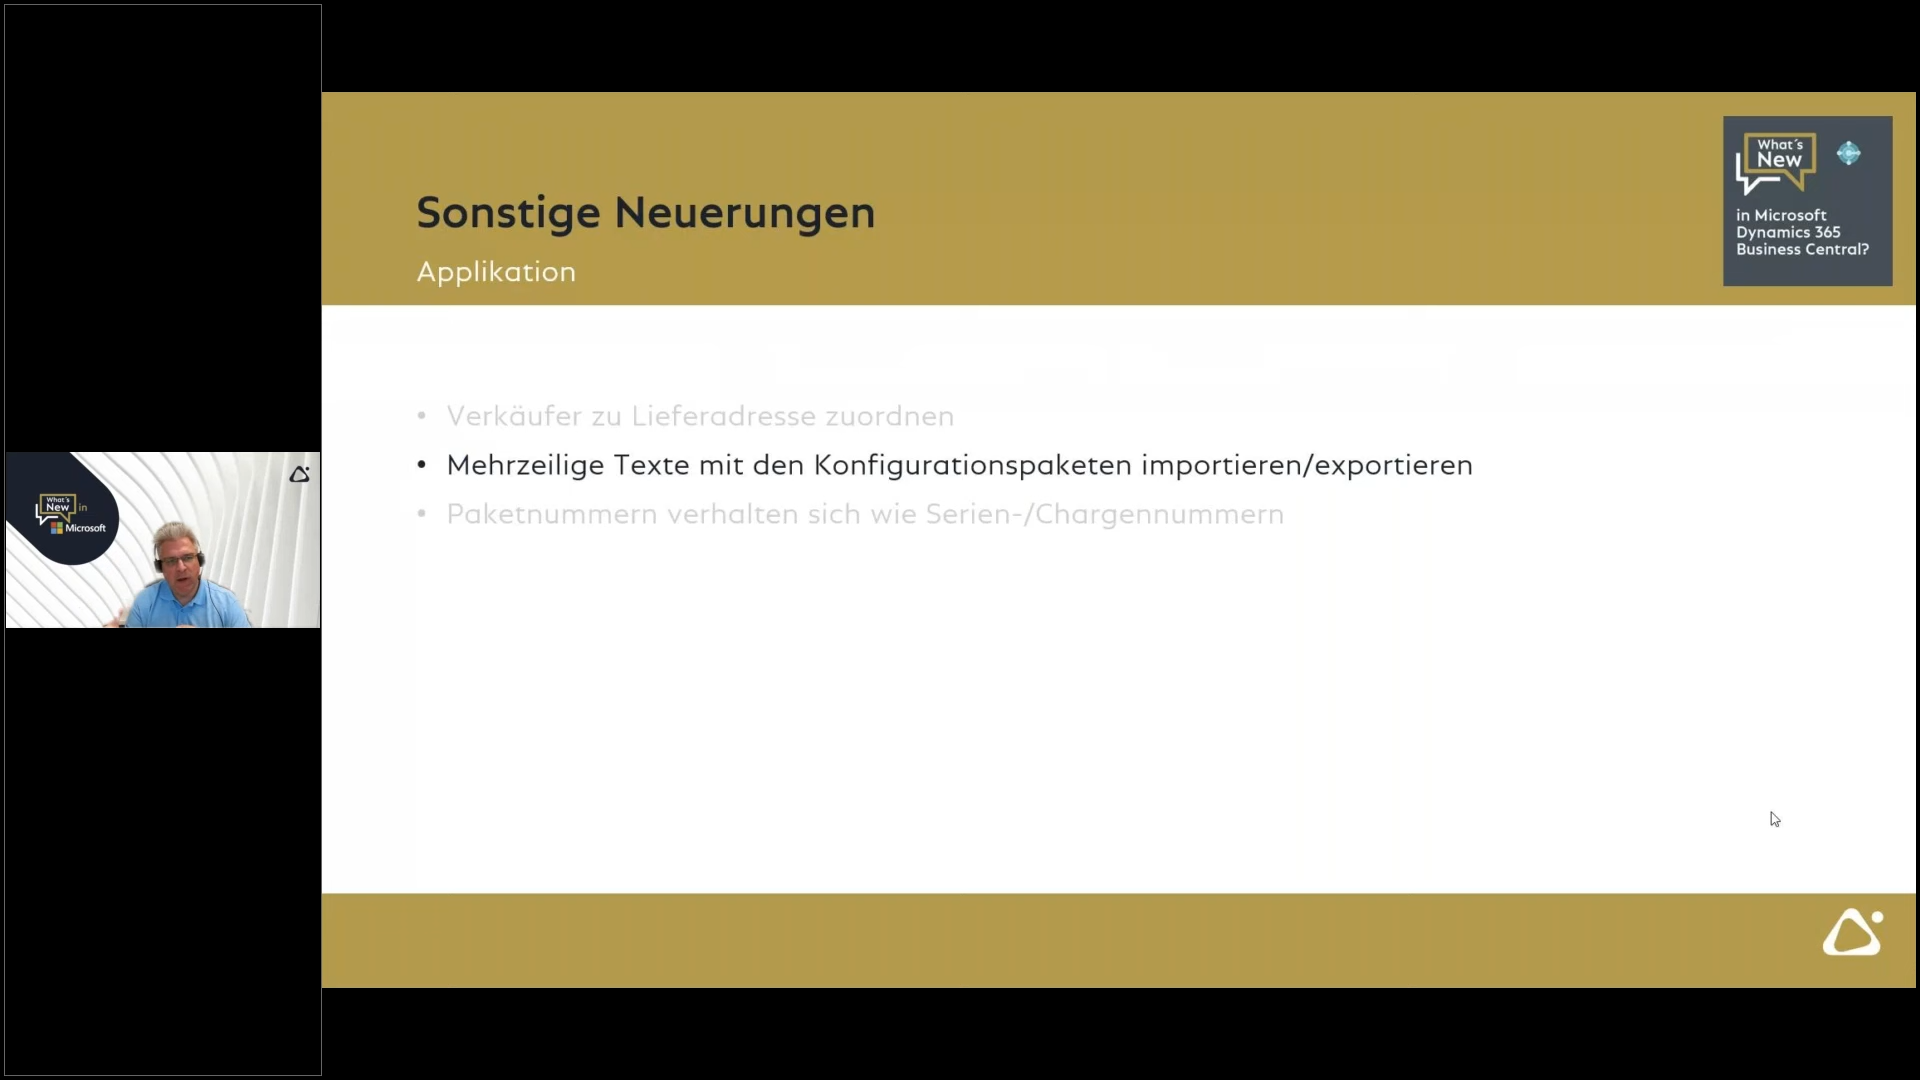 Sonstige Neuerungen
Applikation
What's
New
in Microsoft
Dynamics 365
Business Central?
• Verkäufer zu Lieferadresse zuordnen
• Mehrzeilige Texte mit den Konfigurationspaketen importieren/exportieren
• Paketnummern verhalten sich wie Serien-/Chargennummern
What's
New in
Microsoft